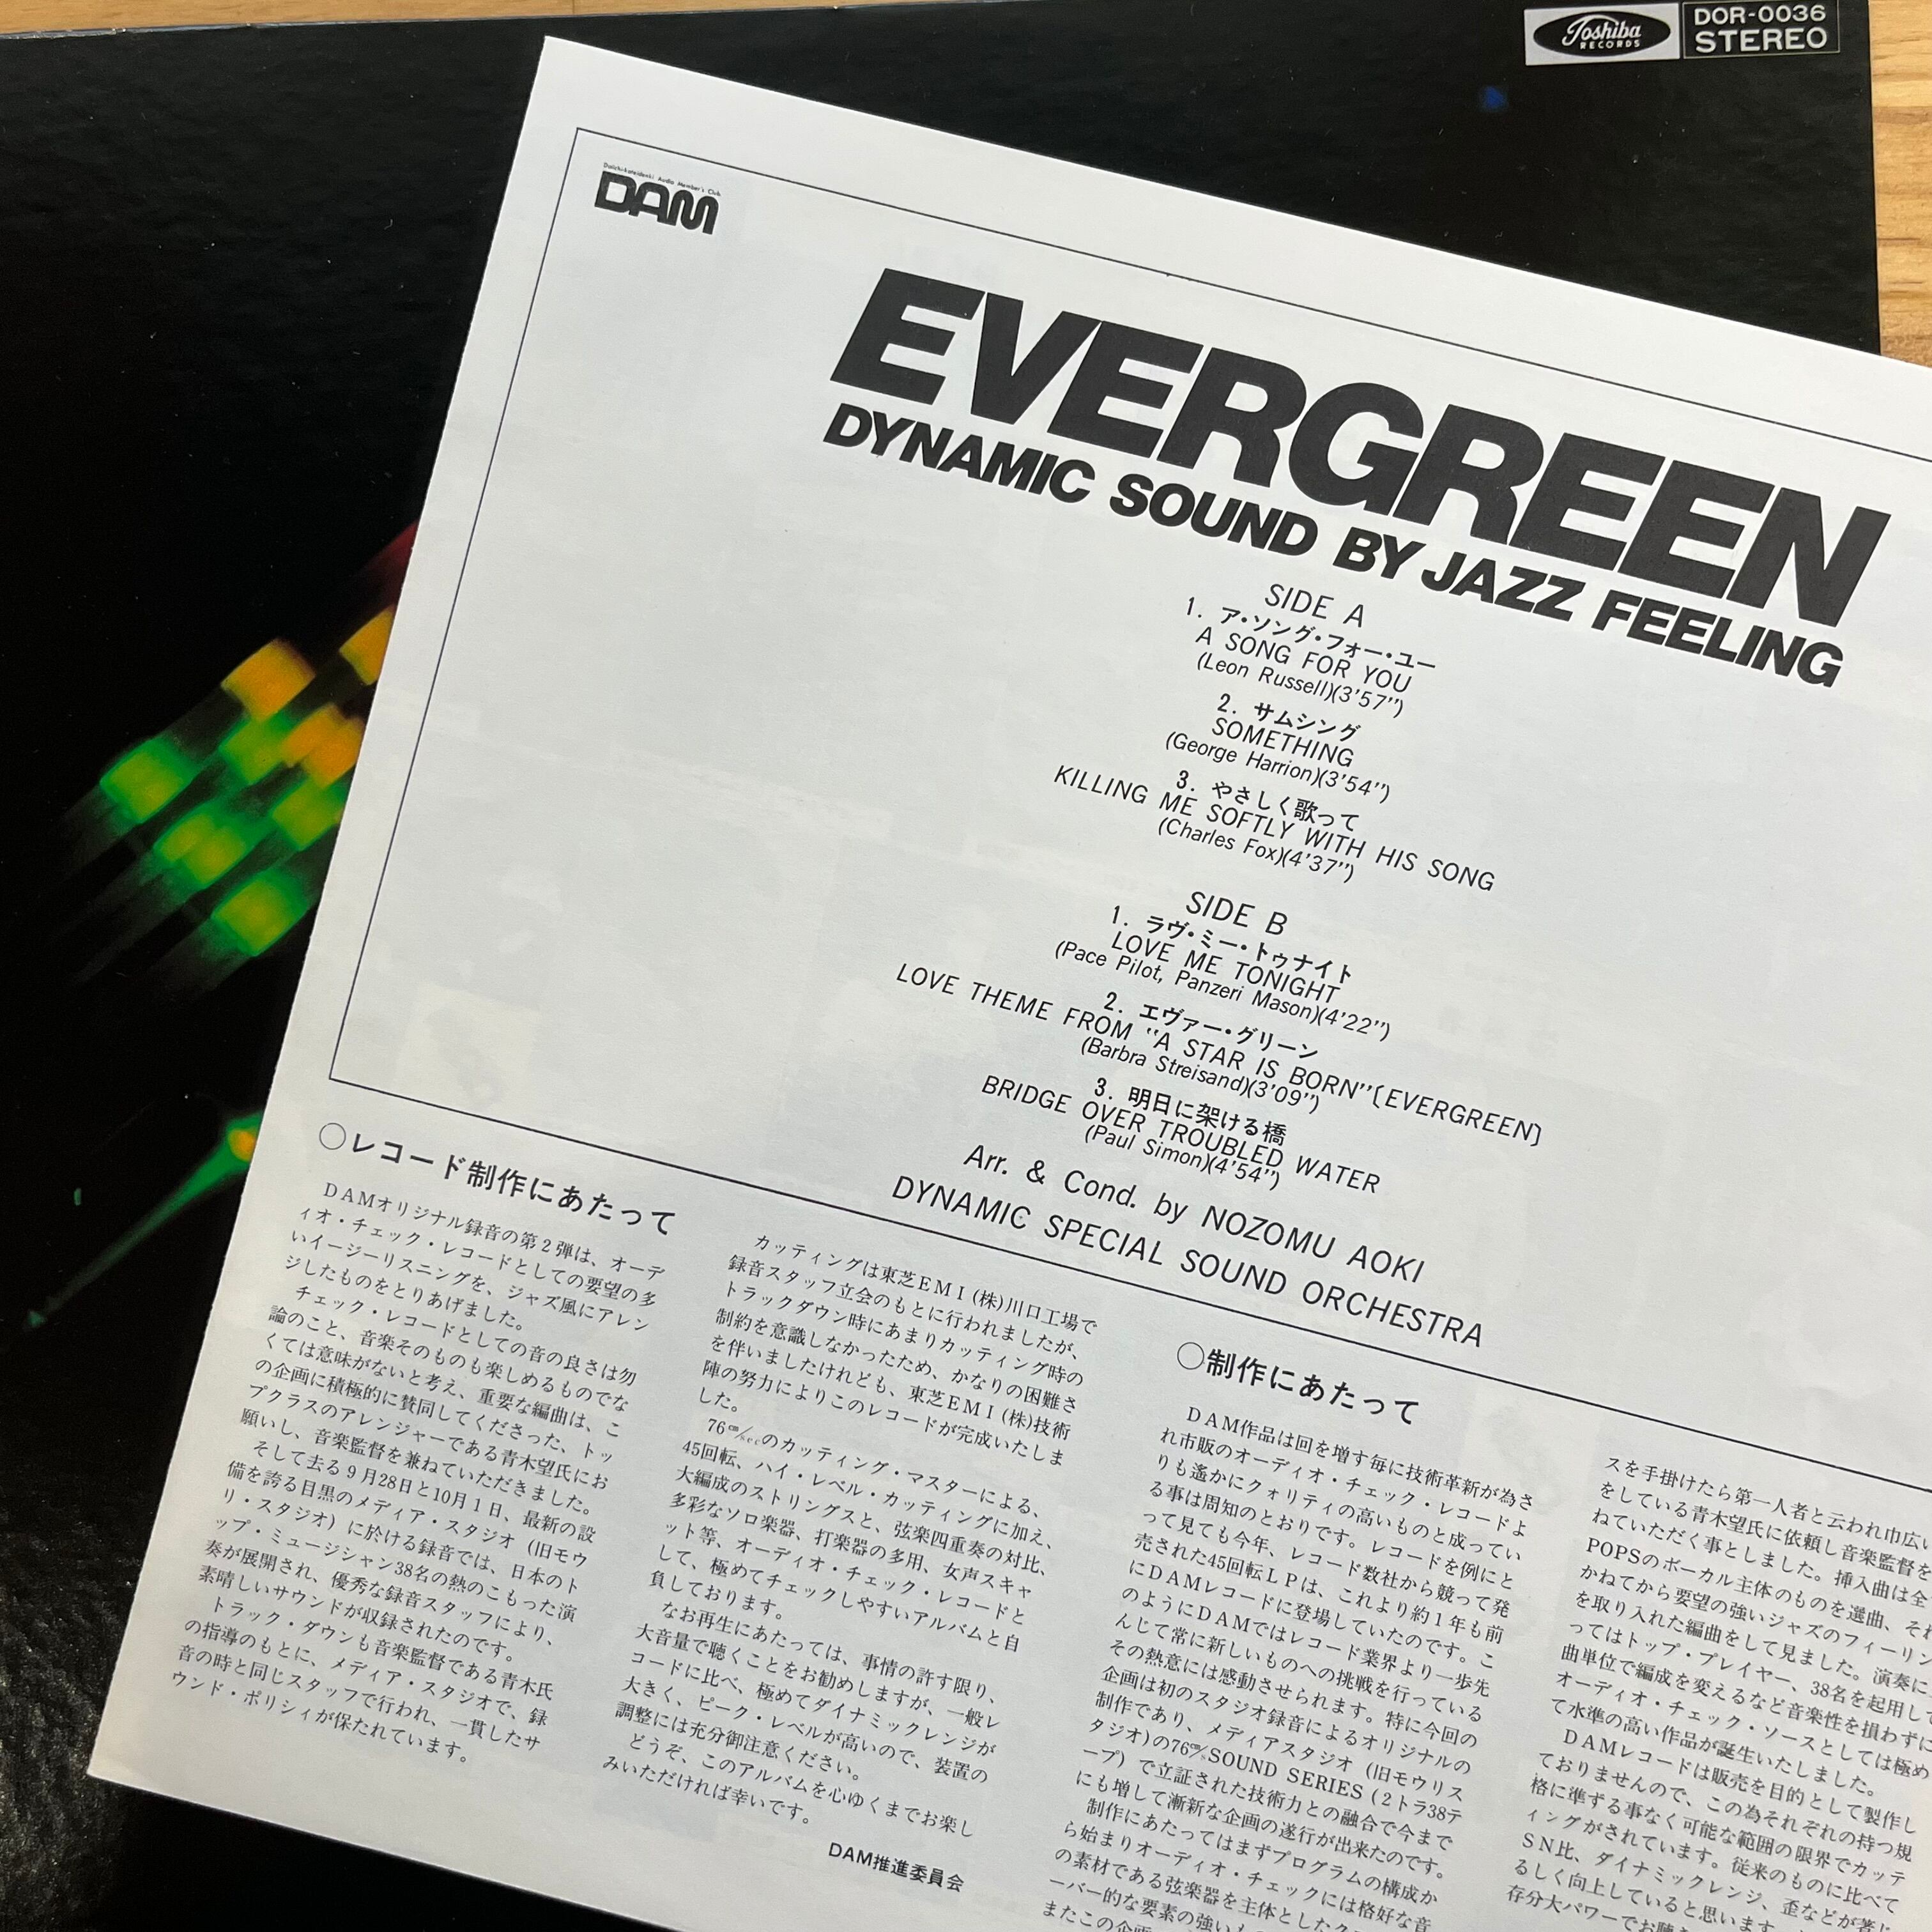 Toshiba
RECORDS
DOR-0036
STEREO
Daiichikateidenki Audio Member's Club
DAM
EVERGREEN
DYNAMIC SOUND BY JAZZ FEELING
SIDE A
1. ア・ソング・フォー・ユー
A SONG FOR YOU
(Leon Russell)(3'57")
2. サムシング
SOMETHING
(George Harrion)(3'54")
3. やさしく歌って
KILLING ME SOFTLY WITH HIS SONG
(Charles Fox)(4'37")
SIDE B
1. ラヴ・ミー・トゥナイト
LOVE ME TONIGHT
(Pace Pilot, Panzeri Mason)(4'22")
2. エヴァー・グリーン
LOVE THEME FROM "A STAR IS BORN"〔EVERGREEN〕
(Barbra Streisand)(3'09")
3. 明日に架ける橋
BRIDGE OVER TROUBLED WATER
(Paul Simon)(4'54")
Arr. & Cond. by NOZOMU AOKI
DYNAMIC SPECIAL SOUND ORCHESTRA
○レコード制作にあたって
DAMオリジナル録音の第2弾は、オーデ
ィオ・チェック・レコードとしての要望の多
いイージーリスニングを、ジャズ風にアレン
ジしたものをとりあげました。
チェック・レコードとしての音の良さは勿
論のこと、音楽そのものも楽しめるものでな
くては意味がないと考え、重要な編曲は、こ
の企画に積極的に賛同してくださった、トッ
プクラスのアレンジャーである青木望氏にお
願いし、音楽監督を兼ねていただきました。
そして去る9月28日と10月1日、最新の設
備を誇る目黒のメディア・スタジオ（旧モウ
リ・スタジオ）に於ける録音では、日本のト
ップ・ミュージシャン38名の熱のこもった演
奏が展開され、優秀な録音スタッフにより、
素晴しいサウンドが収録されたのです。
トラック・ダウンも音楽監督である青木氏
の指導のもとに、メディア・スタジオで、録
音の時と同じスタッフで行われ、一貫したサ
ウンド・ポリシィが保たれています。
カッティングは東芝EMI(株)川口工場で
録音スタッフ立会のもとに行われましたが、
トラックダウン時にあまりカッティング時の
制約を意識しなかったため、かなりの困難さ
を伴いましたけれども、東芝EMI(株)技術
陣の努力によりこのレコードが完成いたしま
した。
76cm/secのカッティング・マスターによる、
45回転、ハイ・レベル・カッティングに加え、
大編成のストリングスと、弦楽四重奏の対比、
多彩なソロ楽器、打楽器の多用、女声スキャ
ット等、オーディオ・チェック・レコードと
して、極めてチェックしやすいアルバムと自
負しております。
なお再生にあたっては、事情の許す限り、
大音量で聴くことをお勧めしますが、一般レ
コードに比べ、極めてダイナミックレンジが
大きく、ピーク・レベルが高いので、装置の
調整には充分御注意ください。
どうぞ、このアルバムを心ゆくまでお楽し
みいただければ幸いです。
DAM推進委員会
○制作にあたって
DAM作品は回を増す毎に技術革新が為さ
れ市販のオーディオ・チェック・レコードよ
りも遙かにクォリティの高いものと成ってい
る事は周知のとおりです。レコードを例にと
って見ても今年、レコード数社から競って発
売された45回転LPは、これより約1年も前
にDAMレコードに登場していたのです。こ
のようにDAMではレコード業界より一歩先
んじて常に新しいものへの挑戦を行っている
その熱意には感動させられます。特に今回の
企画は初のスタジオ録音によるオリジナルの
制作であり、メディアスタジオ（旧モウリス
タジオ)の76cm/SOUND SERIES(2トラ38テ
ープ）で立証された技術力との融合で今まで
にも増して漸新な企画の遂行が出来たのです。
制作にあたってはまずプログラムの構成か
ら始まりオーディオ・チェックには格好な音
の素材である弦楽器を主体とした
ーバー的な要素の強い
またこの企
スを手掛けたら第一人者と云われ巾広い
をしている青木望氏に依頼し音楽監督を
ねていただく事としました。挿入曲は全
POPSのボーカル主体のものを選曲、それ
かねてから要望の強いジャズのフィーリン
を取り入れた編曲をして見ました。演奏に
ってはトップ・プレイヤー、38名を起用して
曲単位で編成を変えるなど音楽性を損わずに
オーディオ・チェック・ソースとしては極め
て水準の高い作品が誕生いたしました。
DAMレコードは販売を目的として製作し
ておりませんので、この為それぞれの持つ規
格に準ずる事なく可能な範囲の限界でカッテ
ィングがされています。従来のものに比べて
SN比、ダイナミックレンジ、歪などが著じ
るしく向上していると思います
存分大パワーでお聴き